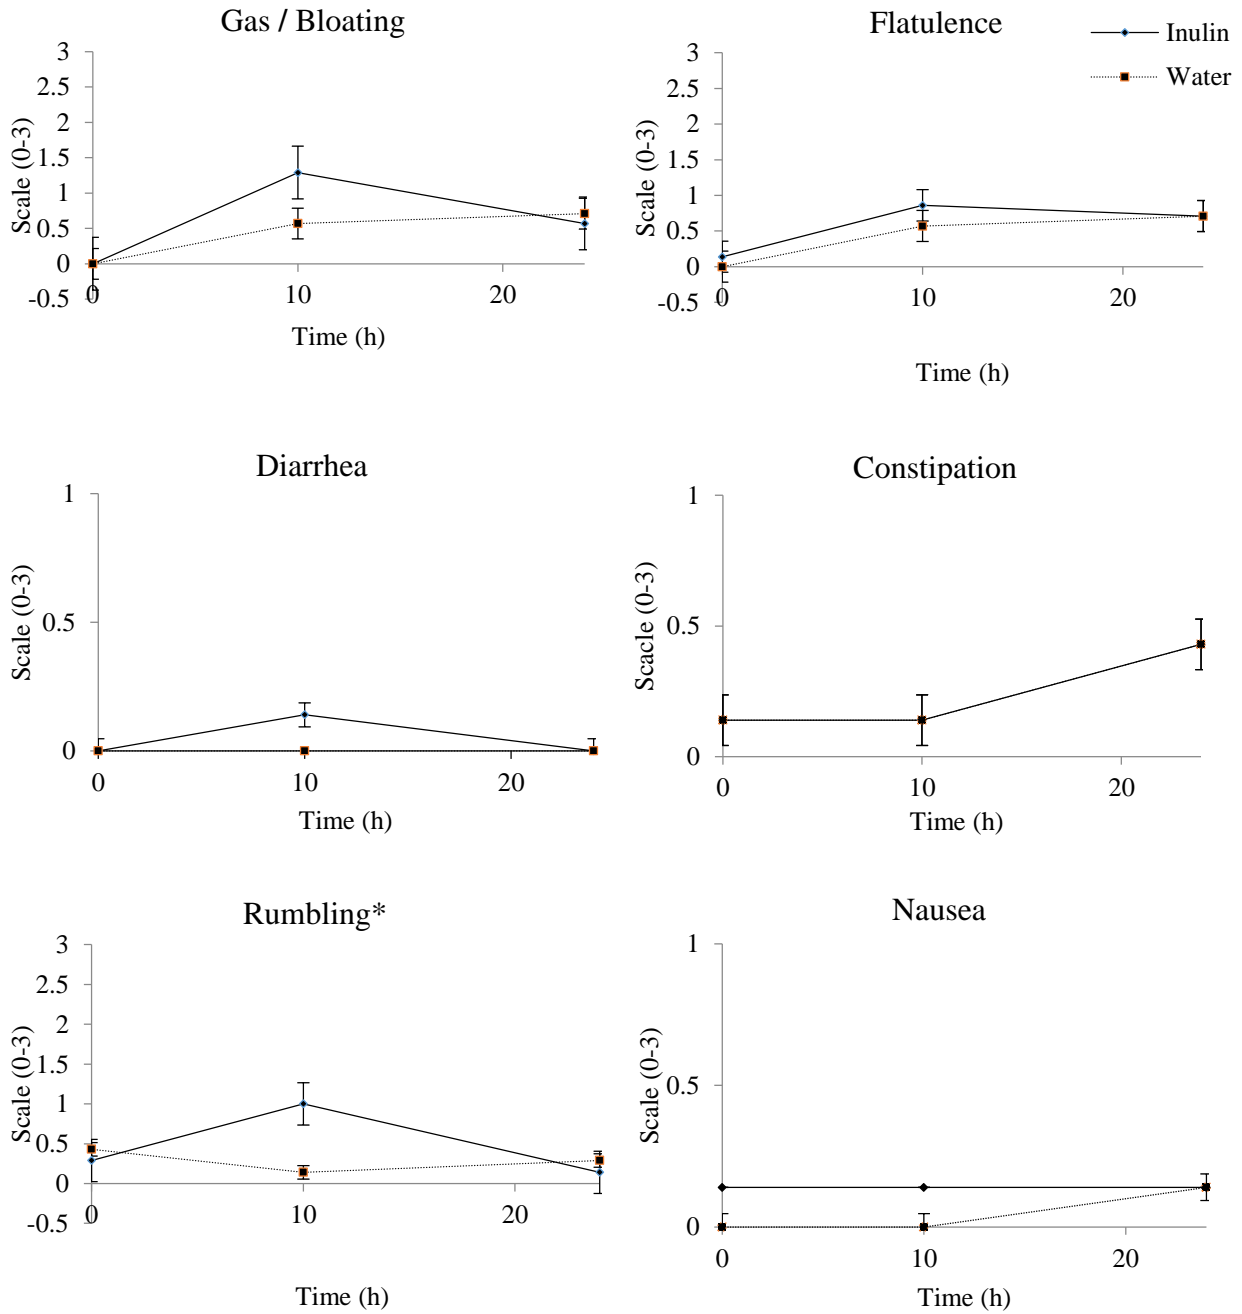 Gas / Bloating
3
2.5
2
1.5
1
0.5
0
-0.5
Scale (0-3)
0
10
20
Time (h)
Flatulence
Inulin
Water
3
2.5
2
1.5
1
0.5
0
-0.5
Scale (0-3)
0
10
20
Time (h)
Diarrhea
1
0.5
0
Scale (0-3)
0
10
20
Time (h)
Constipation
1
0.5
0
Scacle (0-3)
0
10
20
Time (h)
Rumbling*
3
2.5
2
1.5
1
0.5
0
-0.5
Scale (0-3)
0
10
20
Time (h)
Nausea
1
0.5
0
Scale (0-3)
0
10
20
Time (h)